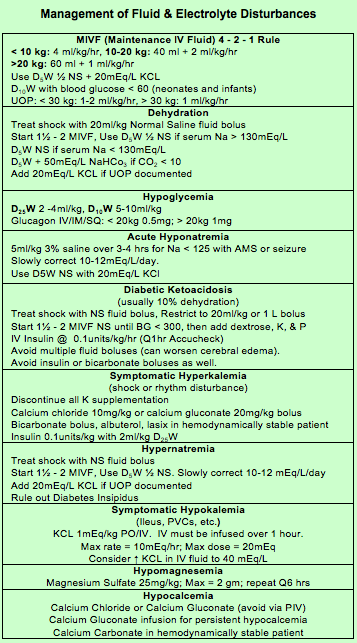 Management of Fluid & Electrolyte Disturbances
MIVF (Maintenance IV Fluid) 4 - 2 - 1 Rule
< 10 kg: 4 ml/kg/hr, 10-20 kg: 40 ml + 2 ml/kg/hr
>20 kg: 60 ml + 1 ml/kg/hr
Use D₅W ½ NS + 20mEq/L KCL
D₁₀W with blood glucose < 60 (neonates and infants)
UOP: < 30 kg: 1-2 ml/kg/hr, > 30 kg: 1 ml/kg/hr
Dehydration
Treat shock with 20ml/kg Normal Saline fluid bolus
Start 1½ - 2 MIVF, Use D₅W ½ NS if serum Na > 130mEq/L
D₅W NS if serum Na < 130mEq/L
D₅W + 50mEq/L NaHCO₃ if CO₂ < 10
Add 20mEq/L KCL if UOP documented
Hypoglycemia
D₂₅W 2 -4ml/kg, D₁₀W 5-10ml/kg
Glucagon IV/IM/SQ: < 20kg 0.5mg; > 20kg 1mg
Acute Hyponatremia
5ml/kg 3% saline over 3-4 hrs for Na < 125 with AMS or seizure
Slowly correct 10-12mEq/L/day.
Use D5W NS with 20mEq/L KCl
Diabetic Ketoacidosis
(usually 10% dehydration)
Treat shock with NS fluid bolus, Restrict to 20ml/kg or 1 L bolus
Start 1½ - 2 MIVF NS until BG < 300, then add dextrose, K, & P
IV Insulin @ 0.1units/kg/hr (Q1hr Accucheck)
Avoid multiple fluid boluses (can worsen cerebral edema).
Avoid insulin or bicarbonate boluses as well.
Symptomatic Hyperkalemia
(shock or rhythm disturbance)
Discontinue all K supplementation
Calcium chloride 10mg/kg or calcium gluconate 20mg/kg bolus
Bicarbonate bolus, albuterol, lasix in hemodynamically stable patient
Insulin 0.1units/kg with 2ml/kg D₂₅W
Hypernatremia
Treat shock with NS fluid bolus
Start 1½ - 2 MIVF, Use D₅W ½ NS. Slowly correct 10-12 mEq/L/day
Add 20mEq/L KCL if UOP documented
Rule out Diabetes Insipidus
Symptomatic Hypokalemia
(Ileus, PVCs, etc.)
KCL 1mEq/kg PO/IV. IV must be infused over 1 hour.
Max rate = 10mEq/hr; Max dose = 20mEq
Consider ↑ KCL in IV fluid to 40 mEq/L
Hypomagnesemia
Magnesium Sulfate 25mg/kg; Max = 2 gm; repeat Q6 hrs
Hypocalcemia
Calcium Chloride or Calcium Gluconate (avoid via PIV)
Calcium Gluconate infusion for persistent hypocalcemia
Calcium Carbonate in hemodynamically stable patient